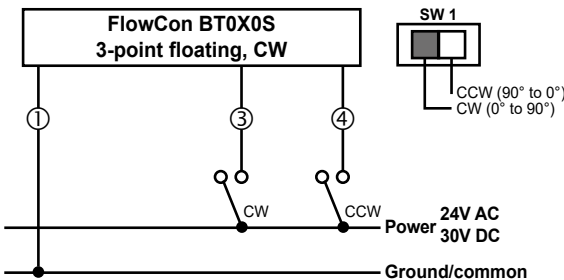 FlowCon BT0X0S
3-point floating, CW
SW 1
CCW (90° to 0°)
CW (0° to 90°)
1
3
4
CW
CCW
Power
24V AC
30V DC
Ground/common